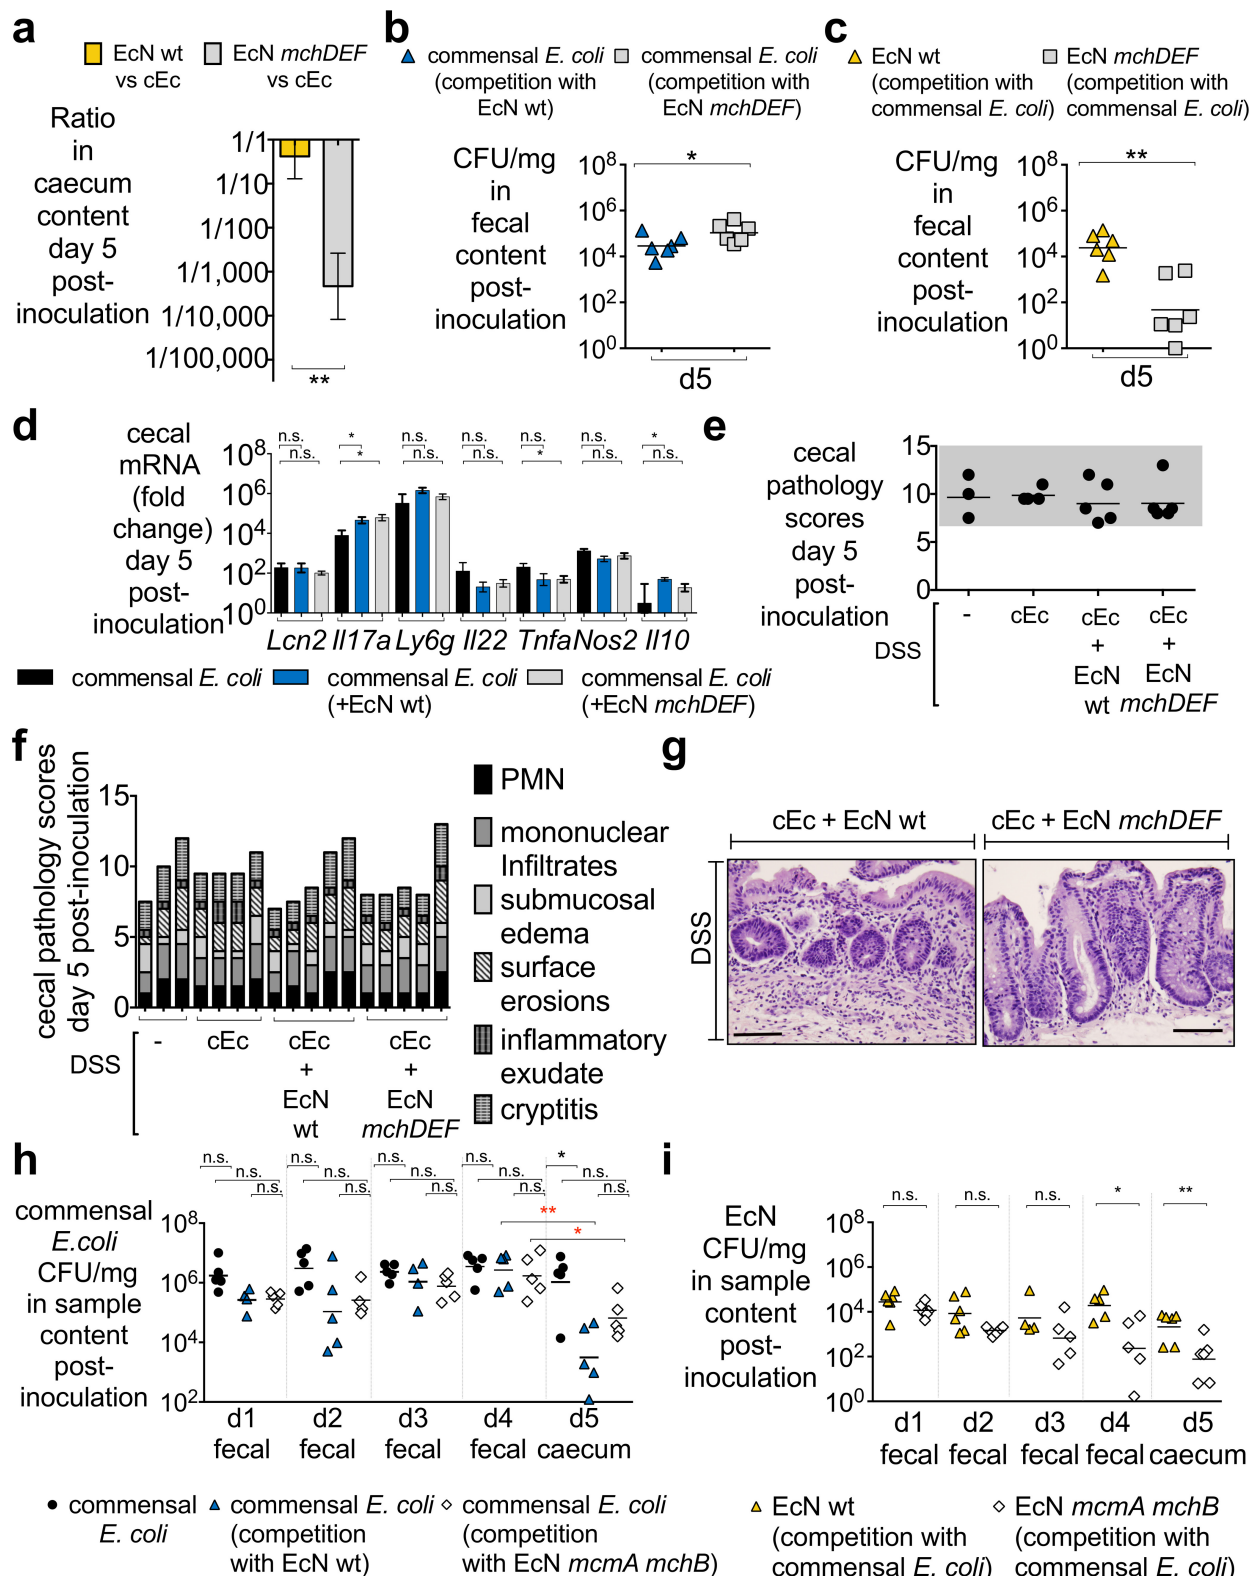 a
EcN wt
vs cEc
EcN mchDEF
vs cEc
Ratio
in
caecum
content
day 5
post-
inoculation
1/1
1/10
1/100
1/1,000
1/10,000
1/100,000
**
b
commensal E. coli
(competition with
EcN wt)
commensal E. coli
(competition with
EcN mchDEF)
CFU/mg
in
fecal
content
post-
inoculation
10^8
10^6
10^4
10^2
10^0
*
d5
c
EcN wt
(competition with
commensal E. coli)
EcN mchDEF
(competition with
commensal E. coli)
CFU/mg
in
fecal
content
post-
inoculation
10^8
10^6
10^4
10^2
10^0
**
d5
d
cecal
mRNA
(fold
change)
day 5
post-
inoculation
10^8
10^6
10^4
10^2
10^0
n.s. * n.s. n.s. n.s. n.s. *
n.s. * n.s. n.s. * n.s. n.s.
Lcn2 Il17a Ly6g Il22 Tnfa Nos2 Il10
commensal E. coli
commensal E. coli
(+EcN wt)
commensal E. coli
(+EcN mchDEF)
e
cecal
pathology
scores
day 5
post-
inoculation
15
10
5
0
DSS
-
cEc
cEc
+
EcN
wt
cEc
+
EcN
mchDEF
f
cecal pathology scores
day 5 post-inoculation
15
10
5
0
DSS
-
cEc
cEc
+
EcN
wt
cEc
+
EcN
mchDEF
PMN
mononuclear
Infiltrates
submucosal
edema
surface
erosions
inflammatory
exudate
cryptitis
g
cEc + EcN wt
cEc + EcN mchDEF
DSS
h
commensal
E.coli
CFU/mg
in sample
content
post-
inoculation
10^8
10^6
10^4
10^2
n.s. n.s. n.s. n.s. *
n.s. n.s. n.s. n.s. n.s.
n.s. n.s. n.s. n.s. n.s.
**
*
d1 d2 d3 d4 d5
fecal fecal fecal fecal caecum
commensal
E. coli
commensal E. coli
(competition
with EcN wt)
commensal E. coli
(competition
with EcN mcmA mchB)
i
EcN
CFU/mg
in sample
content
post-
inoculation
10^8
10^6
10^4
10^2
10^0
n.s. n.s. n.s. * **
d1 d2 d3 d4 d5
fecal fecal fecal fecal caecum
EcN wt
(competition with
commensal E. coli)
EcN mcmA mchB
(competition with
commensal E. coli)